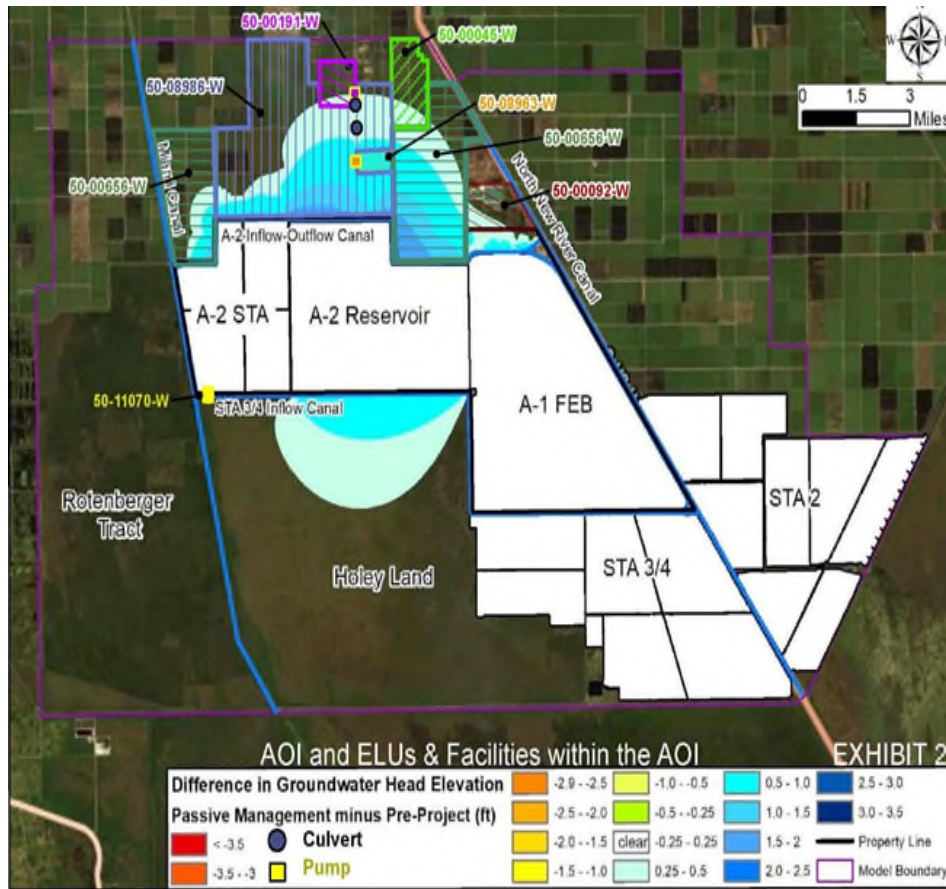 50-00191-W
50-00045-W
W
S
50-08986-W
50-08963-W
0 1.5 3
Miles
50-00656-W
Miami Canal
50-00656-W
North New River Canal
50-00092-W
A-2 Inflow-Outflow Canal
A-2 STA
A-2 Reservoir
50-11070-W
STA 3/4 Inflow Canal
A-1 FEB
Rotenberger
Tract
Holey Land
STA 2
STA 3/4
AOI and ELUs & Facilities within the AOI
EXHIBIT 2
Difference in Groundwater Head Elevation
Passive Management minus Pre-Project (ft)
< -3.5
-3.5 - -3
Culvert
Pump
-2.9 - -2.5
-2.5 - -2.0
-2.0 - -1.5
-1.5 - -1.0
-1.0 - -0.5
-0.5 - -0.25
clear -0.25 - 0.25
0.25 - 0.5
0.5 - 1.0
1.0 - 1.5
1.5 - 2
2.0 - 2.5
2.5 - 3.0
3.0 - 3.5
Property Line
Model Boundary